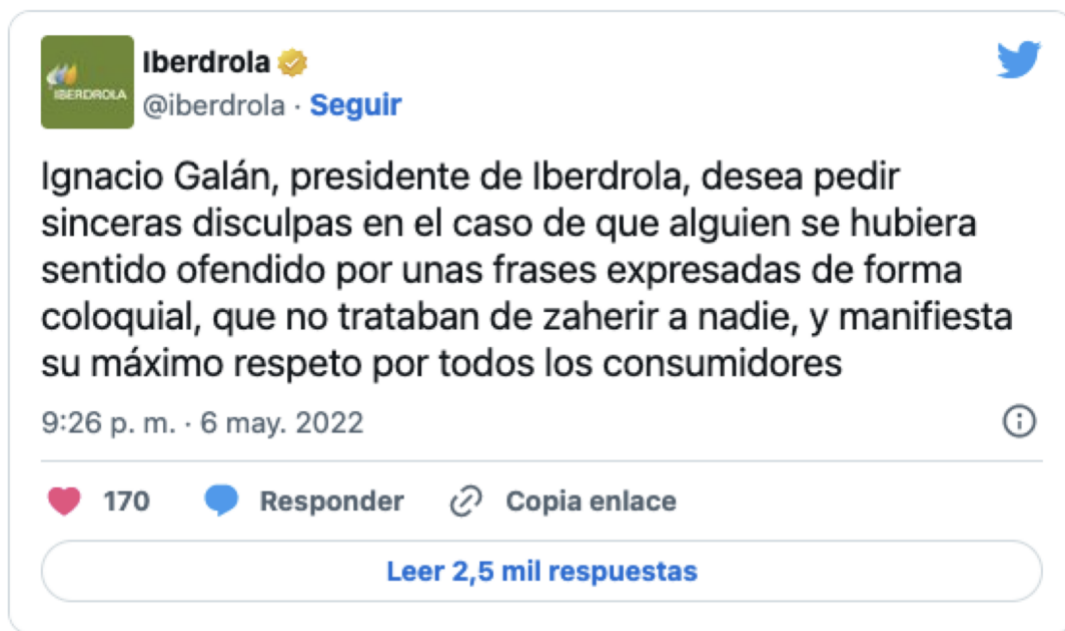 Iberdrola
IBERDROLA
@iberdrola · Seguir
Ignacio Galán, presidente de Iberdrola, desea pedir
sinceras disculpas en el caso de que alguien se hubiera
sentido ofendido por unas frases expresadas de forma
coloquial, que no trataban de zaherir a nadie, y manifiesta
su máximo respeto por todos los consumidores
9:26 p. m. · 6 may. 2022
170 Responder Copia enlace
Leer 2,5 mil respuestas